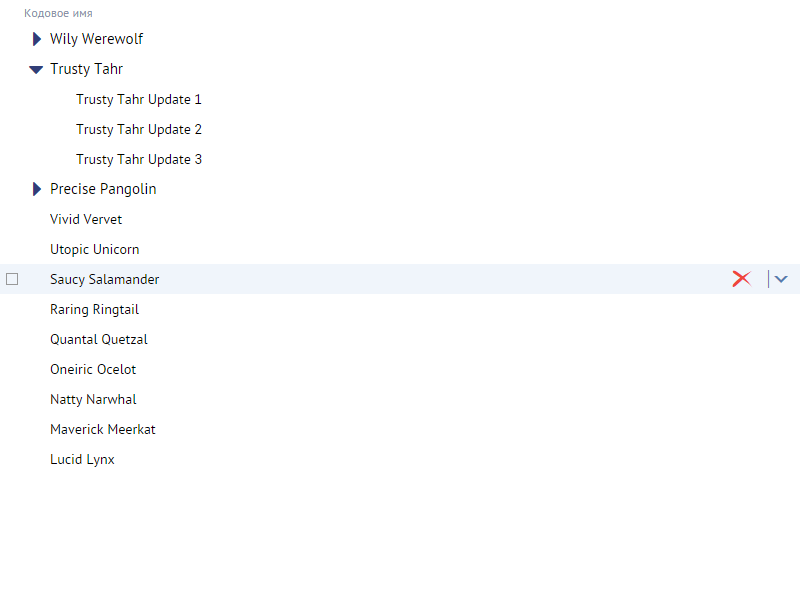 Кодовое имя
Wily Werewolf
Trusty Tahr
Trusty Tahr Update 1
Trusty Tahr Update 2
Trusty Tahr Update 3
Precise Pangolin
Vivid Vervet
Utopic Unicorn
Saucy Salamander
Raring Ringtail
Quantal Quetzal
Oneiric Ocelot
Natty Narwhal
Maverick Meerkat
Lucid Lynx